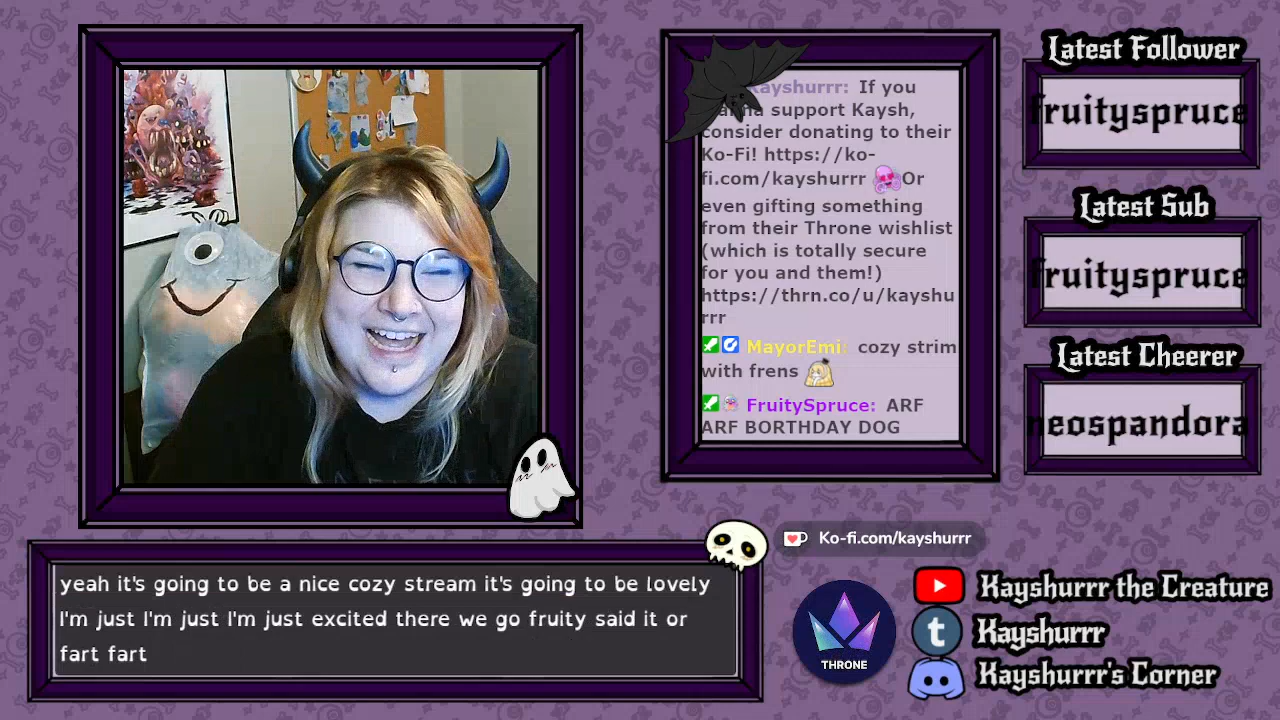 Kayshurrr: If you
support Kaysh,
consider donating to their
Ko-Fi! https://ko-
fi.com/kayshurrr Or
even gifting something
from their Throne wishlist
(which is totally secure
for you and them!)
https://thrn.co/u/kayshu
rrr
MayorEmi: cozy strim
with frens
FruitySpruce: ARF
ARF BORTHDAY DOG
Latest Follower
fruityspruce
Latest Sub
fruityspruce
Latest Cheerer
neospandora
yeah it's going to be a nice cozy stream it's going to be lovely
I'm just I'm just I'm just excited there we go fruity said it or
fart fart
Ko-fi.com/kayshurrr
THRONE
Kayshurrr the Creature
t
Kayshurrr
Kayshurrr's Corner